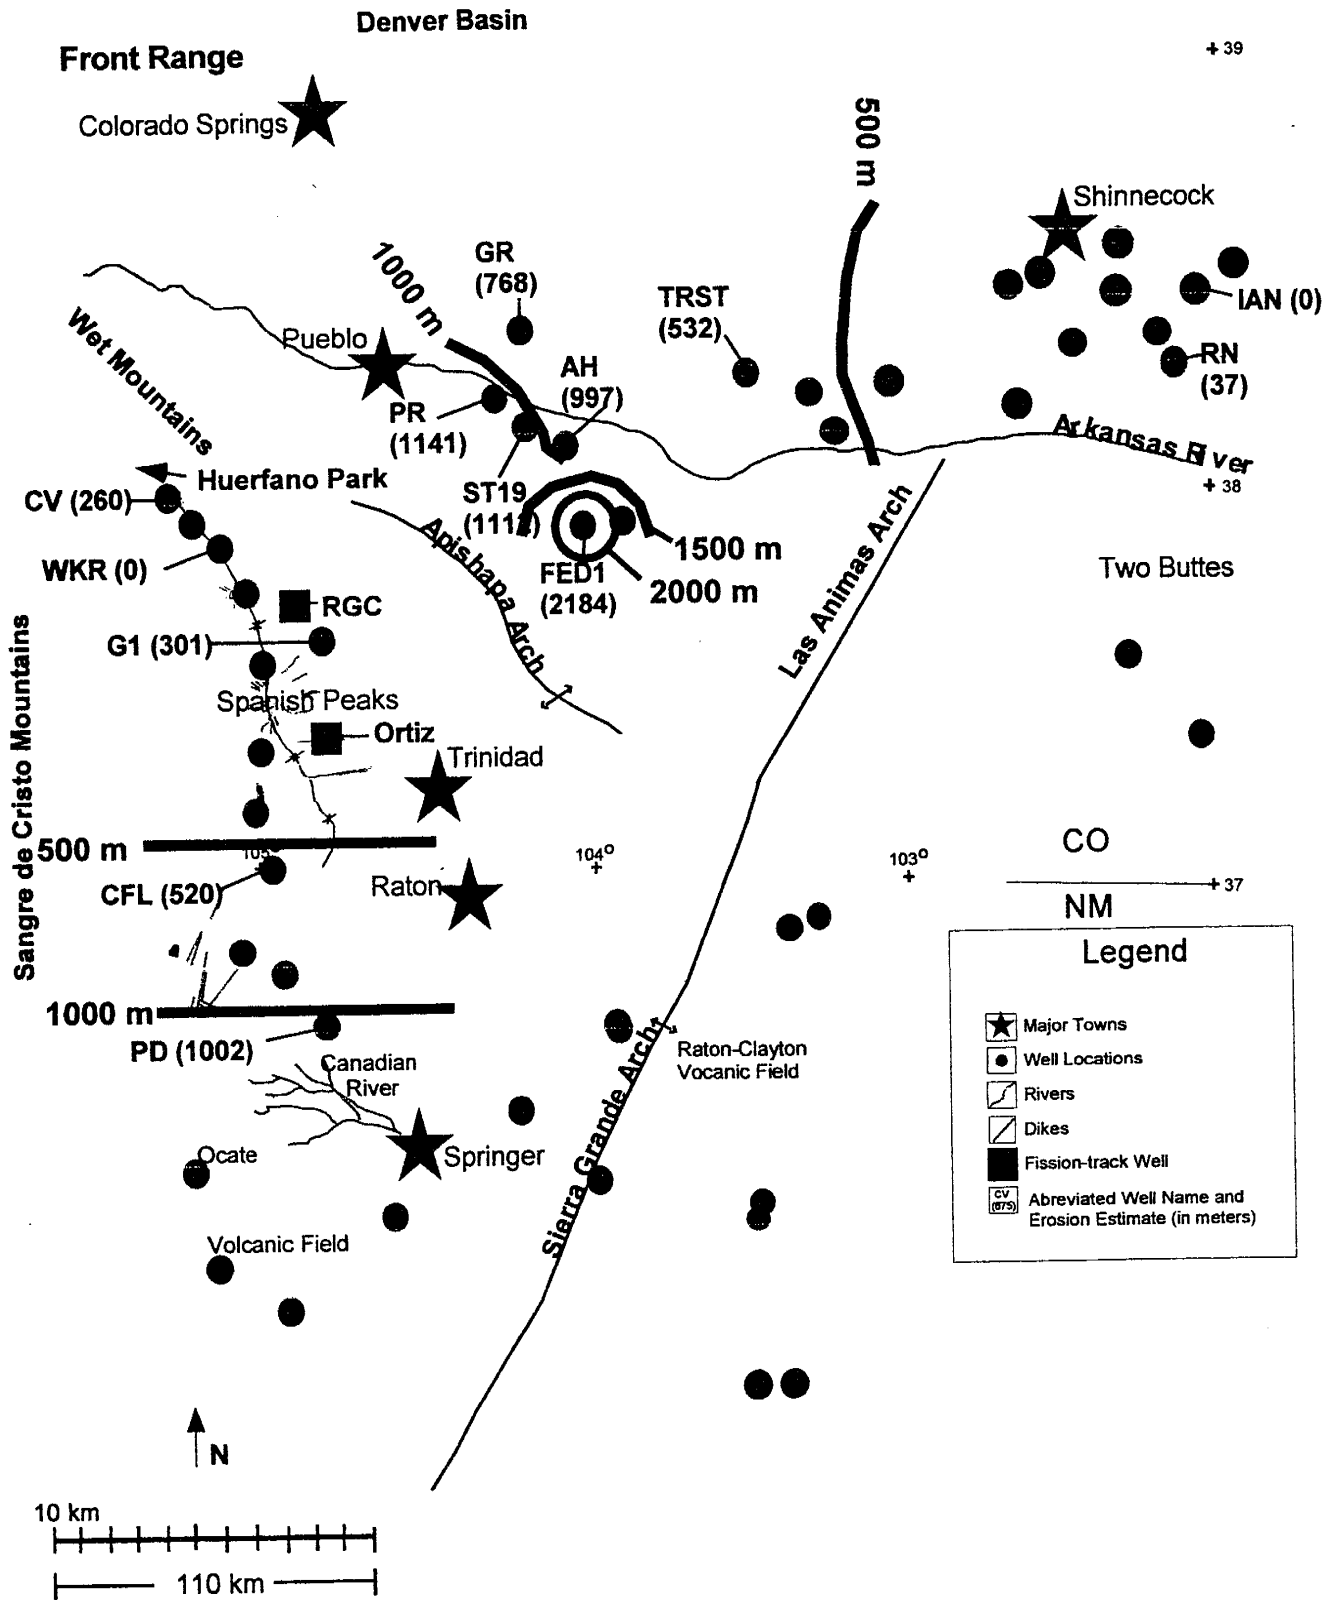 Denver Basin
Front Range
+ 39
Colorado Springs
500 m
Shinnecock
GR
(768)
1000 m
TRST
(532)
IAN (0)
Wet Mountains
Pueblo
AH
(997)
RN
(37)
PR
(1141)
Arkansas River
Huerfano Park
CV (260)
ST19
+ 38
Apishapa Arch
1500 m
Las Animas Arch
WKR (0)
FED1
(2184)
2000 m
Two Buttes
RGC
G1 (301)
Spanish Peaks
Ortiz
Trinidad
Sangre de Cristo Mountains
500 m
105
104°
103°
CO
CFL (520)
Raton
+ 37
NM
Legend
1000 m
PD (1002)
Major Towns
Well Locations
Rivers
Dikes
Fission-track Well
CV
(675)
Abreviated Well Name and
Erosion Estimate (in meters)
Canadian
River
Raton-Clayton
Vocanic Field
Sierra Grande Arch
Ocate
Springer
Volcanic Field
N
10 km
110 km